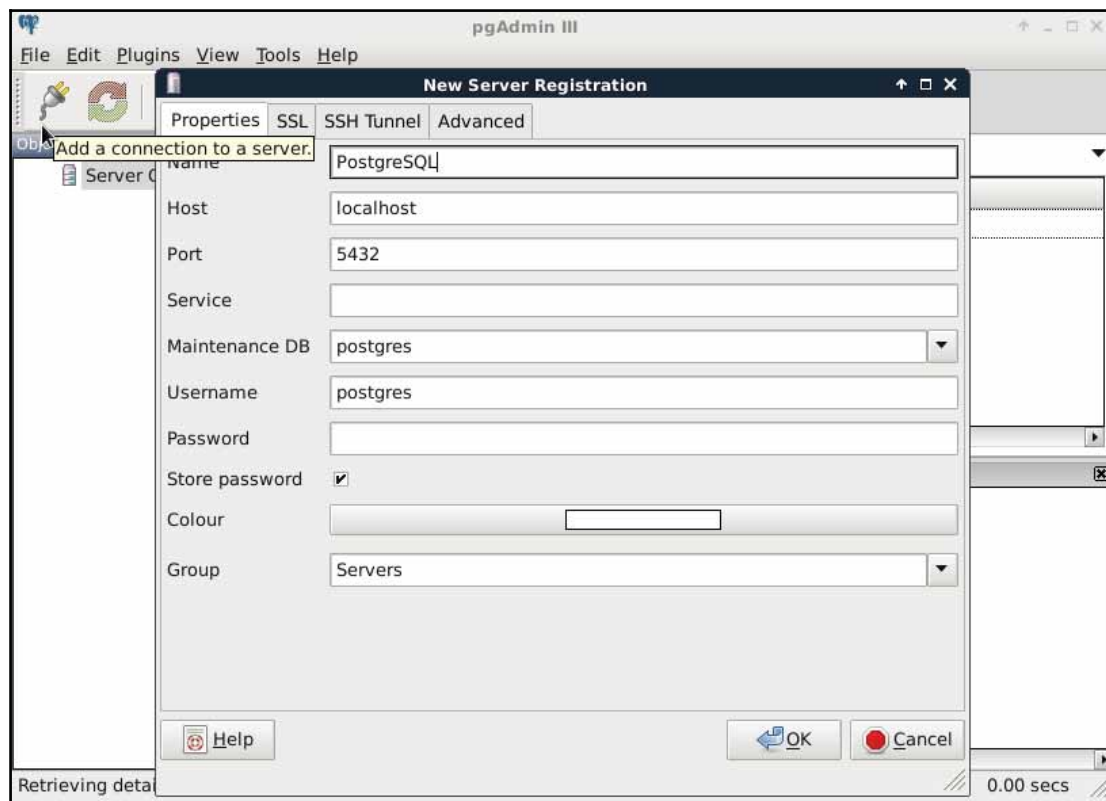 pgAdmin III
File Edit Plugins View Tools Help
New Server Registration
Properties SSL SSH Tunnel Advanced
Add a connection to a server.
Server
Name PostgreSQL
Host localhost
Port 5432
Service
Maintenance DB postgres
Username postgres
Password
Store password
Colour
Group Servers
Help OK Cancel
Retrieving 0.00 secs